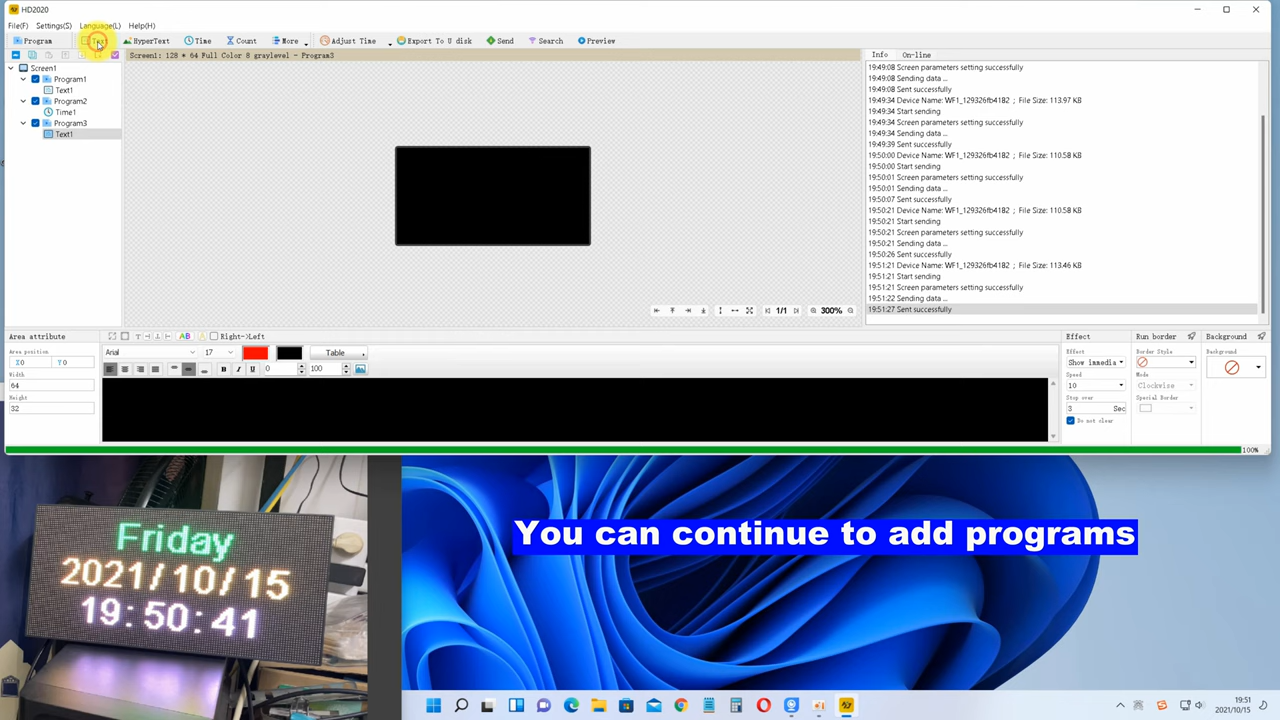 HD2020
File(F) Settings(S) Language(L) Help(H)
Program Text HyperText Time Count More Adjust Time Export To U disk Send Search Preview
Screen1: 128 * 64 Full Color 8 graylevel - Program3
Info On-line
Screen1
Program1
Text1
Program2
Time1
Program3
Text1
19:49:08 Screen parameters setting successfully
19:49:08 Sending data ...
19:49:08 Sent successfully
19:49:34 Device Name: WF1_129326fb4182 ; File Size: 113.97 KB
19:49:34 Start sending
19:49:34 Screen parameters setting successfully
19:49:34 Sending data ...
19:49:39 Sent successfully
19:50:00 Device Name: WF1_129326fb4182 ; File Size: 110.58 KB
19:50:00 Start sending
19:50:01 Screen parameters setting successfully
19:50:01 Sending data ...
19:50:07 Sent successfully
19:50:21 Device Name: WF1_129326fb4182 ; File Size: 110.58 KB
19:50:21 Start sending
19:50:21 Screen parameters setting successfully
19:50:21 Sending data ...
19:50:26 Sent successfully
19:51:21 Device Name: WF1_129326fb4182 ; File Size: 113.46 KB
19:51:21 Start sending
19:51:21 Screen parameters setting successfully
19:51:22 Sending data ...
19:51:27 Sent successfully
1/1 300%
Area attribute
Area position
X0 Y0
Width
64
Height
32
AB Right->Left
Arial 17 Table
B I U 0 100
Effect
Effect
Show immedia
Speed
10
Stop over
3 Sec
Do not clear
Run border
Border Style
Mode
Clockwise
Special Border
Background
Background
100%
You can continue to add programs
Friday
2021/10/15
19:50:41
19:51
2021/10/15